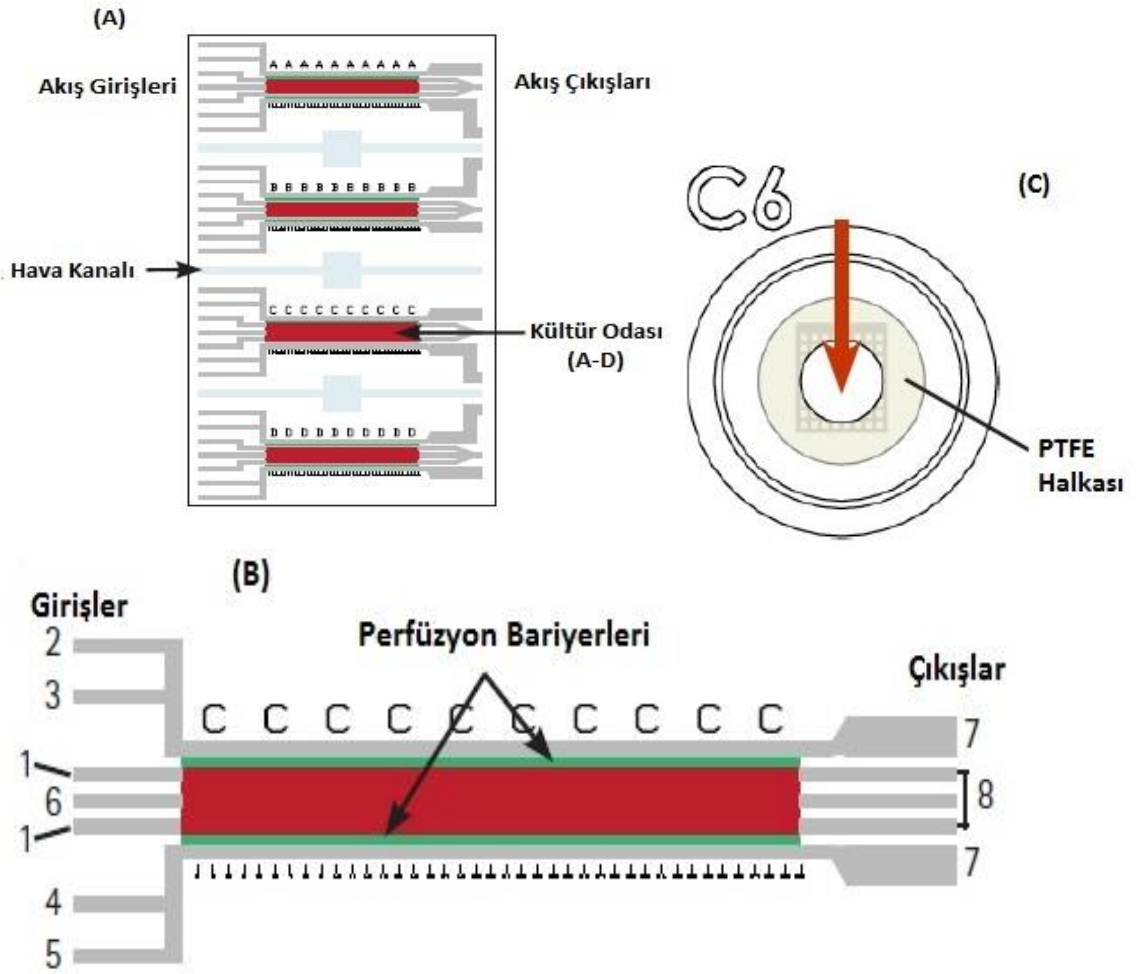 (A)
A A A A A A A A A A
Akış Girişleri
Akış Çıkışları
B B B B B B B B B B
Hava Kanalı
C C C C C C C C C C
Kültür Odası
(A-D)
D D D D D D D D D D
C6
(C)
PTFE
Halkası
(B)
Girişler
Perfüzyon Bariyerleri
Çıkışlar
2
3
C C C C C C C C C C
7
1
6
8
1
7
4
5